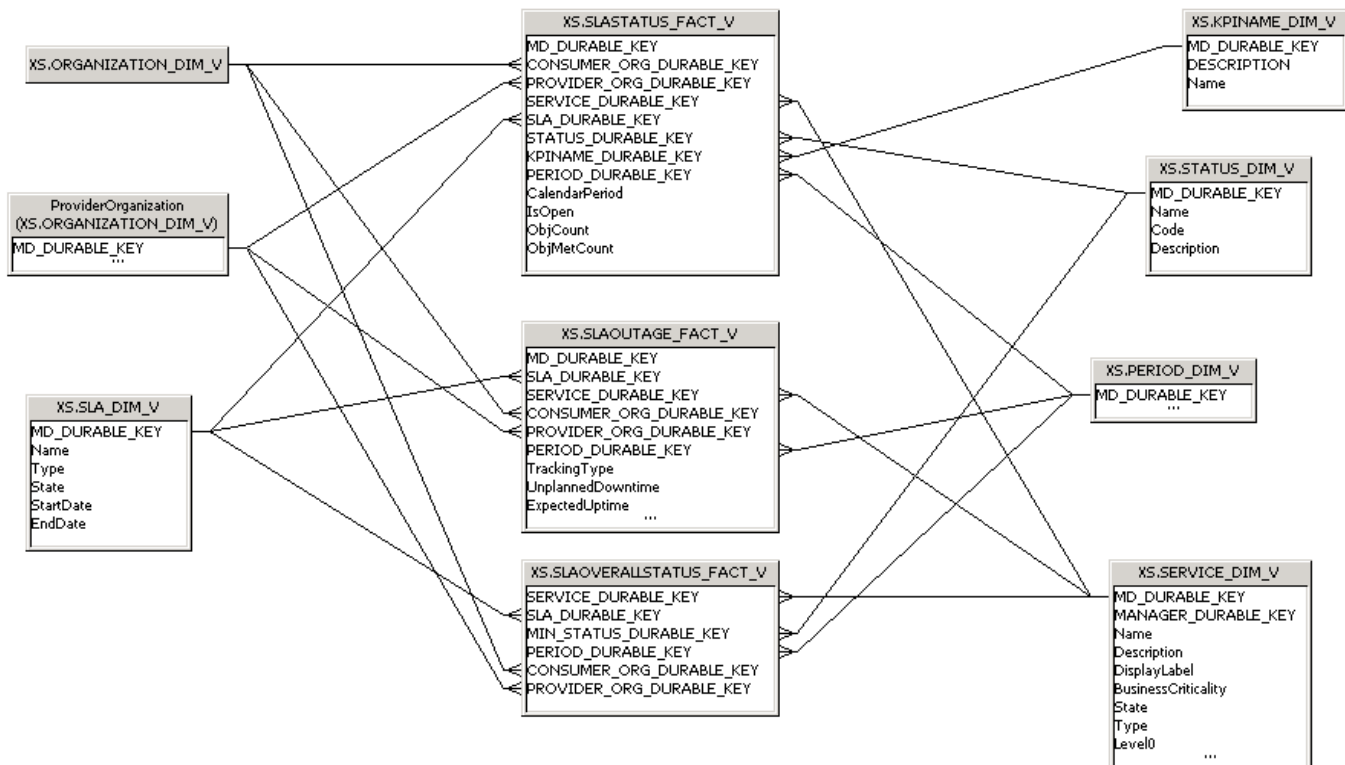 XS.ORGANIZATION_DIM_V
ProviderOrganization
(XS.ORGANIZATION_DIM_V)
MD_DURABLE_KEY
...
XS.SLA_DIM_V
MD_DURABLE_KEY
Name
Type
State
StartDate
EndDate
XS.SLASTATUS_FACT_V
MD_DURABLE_KEY
CONSUMER_ORG_DURABLE_KEY
PROVIDER_ORG_DURABLE_KEY
SERVICE_DURABLE_KEY
SLA_DURABLE_KEY
STATUS_DURABLE_KEY
KPINAME_DURABLE_KEY
PERIOD_DURABLE_KEY
CalendarPeriod
IsOpen
ObjCount
ObjMetCount
XS.SLAOUTAGE_FACT_V
MD_DURABLE_KEY
SLA_DURABLE_KEY
SERVICE_DURABLE_KEY
CONSUMER_ORG_DURABLE_KEY
PROVIDER_ORG_DURABLE_KEY
PERIOD_DURABLE_KEY
TrackingType
UnplannedDowntime
ExpectedUptime
...
XS.SLAOVERALLSTATUS_FACT_V
SERVICE_DURABLE_KEY
SLA_DURABLE_KEY
MIN_STATUS_DURABLE_KEY
PERIOD_DURABLE_KEY
CONSUMER_ORG_DURABLE_KEY
PROVIDER_ORG_DURABLE_KEY
XS.KPINAME_DIM_V
MD_DURABLE_KEY
DESCRIPTION
Name
XS.STATUS_DIM_V
MD_DURABLE_KEY
Name
Code
Description
XS.PERIOD_DIM_V
MD_DURABLE_KEY
...
XS.SERVICE_DIM_V
MD_DURABLE_KEY
MANAGER_DURABLE_KEY
Name
Description
DisplayLabel
BusinessCriticality
State
Type
Level0
...